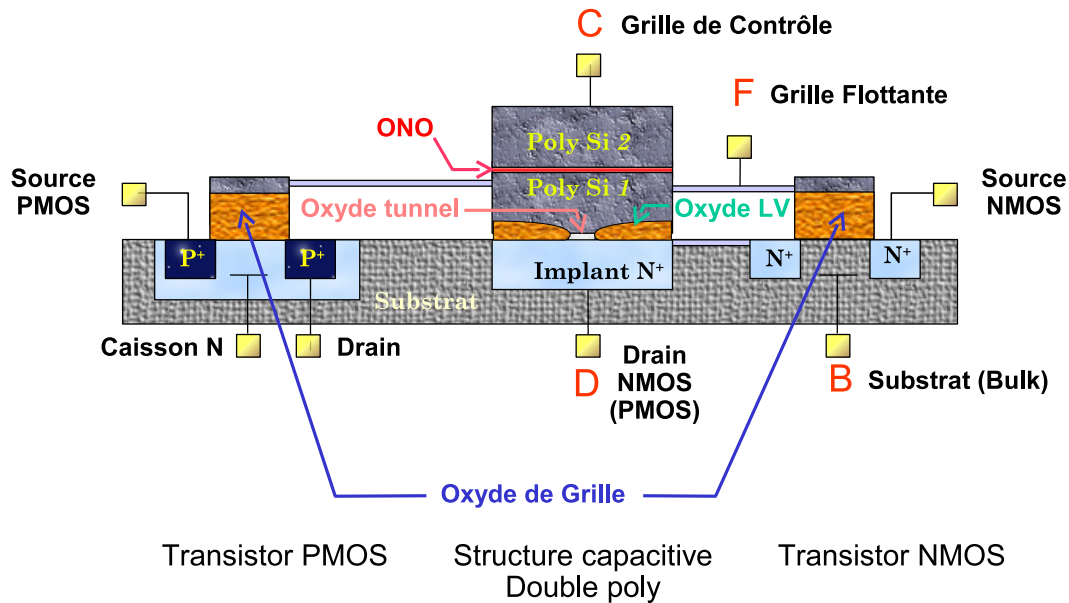 C Grille de Contrôle
F Grille Flottante
ONO
Poly Si 2
Source
PMOS
Poly Si 1
Source
NMOS
Oxyde tunnel
Oxyde LV
P+
P+
Implant N+
N+
N+
Substrat
Caisson N
Drain
D
Drain
NMOS
(PMOS)
B Substrat (Bulk)
Oxyde de Grille
Transistor PMOS
Structure capacitive
Double poly
Transistor NMOS